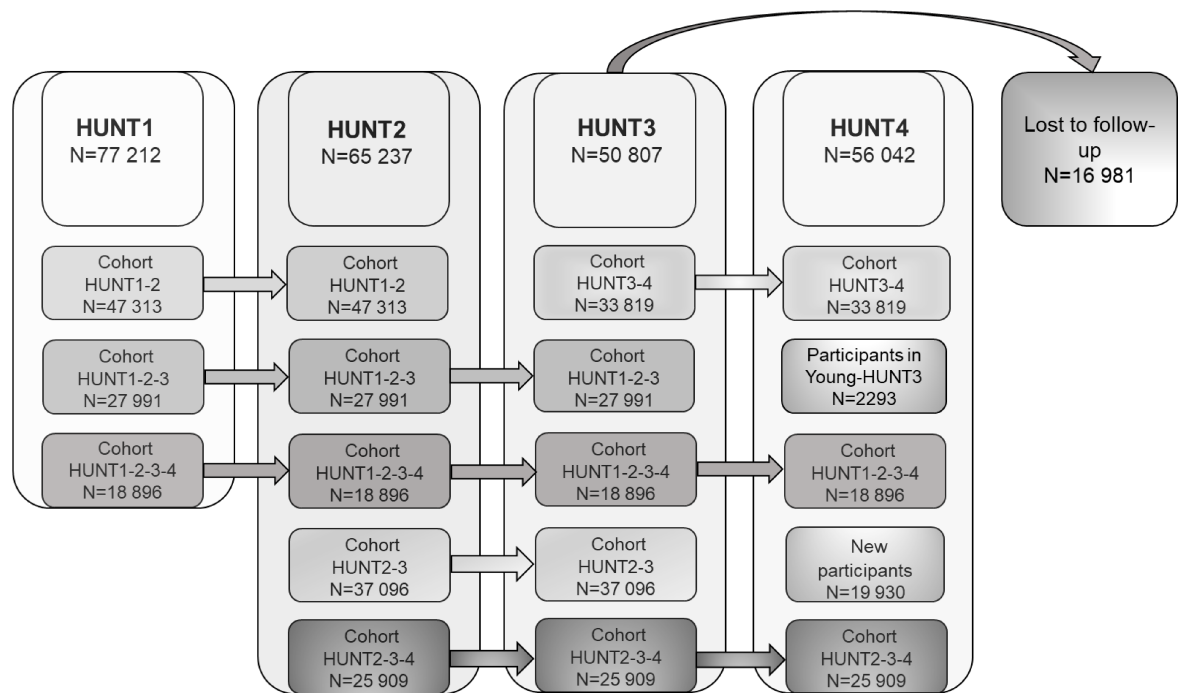 HUNT1
N=77 212
HUNT2
N=65 237
HUNT3
N=50 807
HUNT4
N=56 042
Lost to follow-
up
N=16 981
Cohort
HUNT1-2
N=47 313
Cohort
HUNT1-2
N=47 313
Cohort
HUNT3-4
N=33 819
Cohort
HUNT3-4
N=33 819
Cohort
HUNT1-2-3
N=27 991
Cohort
HUNT1-2-3
N=27 991
Cohort
HUNT1-2-3
N=27 991
Participants in
Young-HUNT3
N=2293
Cohort
HUNT1-2-3-4
N=18 896
Cohort
HUNT1-2-3-4
N=18 896
Cohort
HUNT1-2-3-4
N=18 896
Cohort
HUNT1-2-3-4
N=18 896
Cohort
HUNT2-3
N=37 096
Cohort
HUNT2-3
N=37 096
New
participants
N=19 930
Cohort
HUNT2-3-4
N=25 909
Cohort
HUNT2-3-4
N=25 909
Cohort
HUNT2-3-4
N=25 909